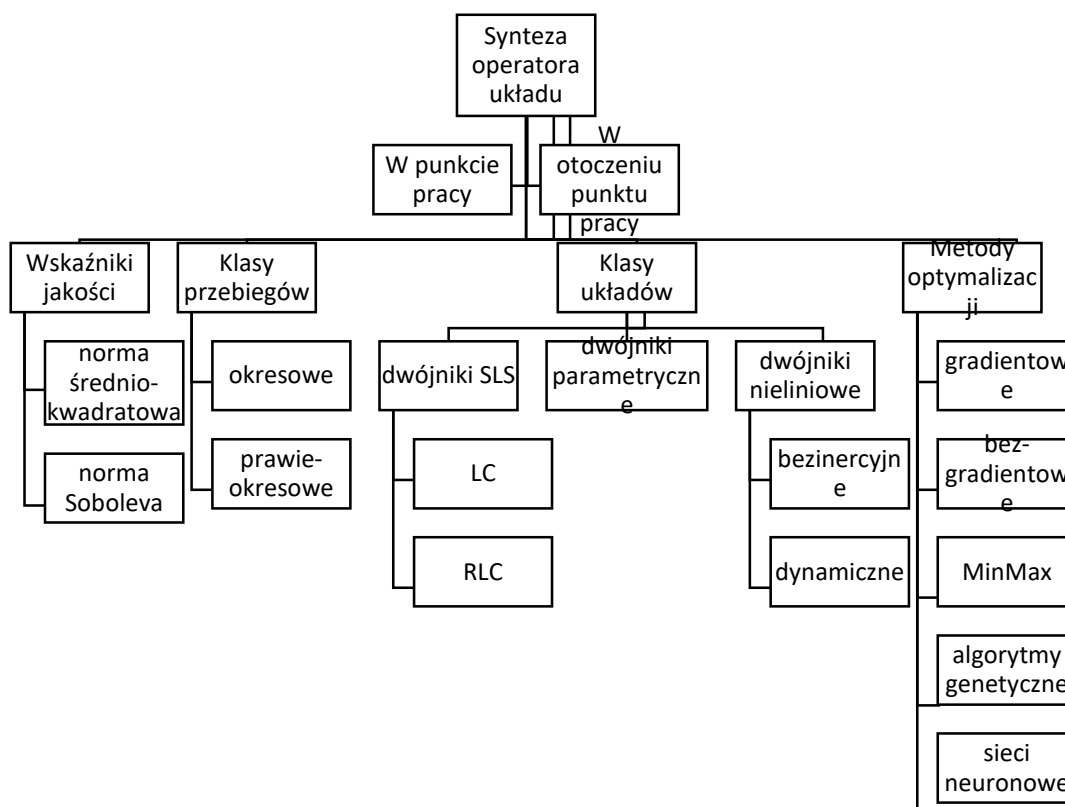 Synteza
operatora
układu
W punkcie
pracy
W
otoczeniu
punktu
pracy
Wskaźniki
jakości
Klasy
przebiegów
Klasy
układów
Metody
optymalizac
ji
norma
średnio-
kwadratowa
norma
Soboleva
okresowe
prawie-
okresowe
dwójniki SLS
LC
RLC
dwójniki
parametryczn
e
dwójniki
nieliniowe
bezinercyjn
e
dynamiczne
gradientow
e
bez-
gradientow
e
MinMax
algorytmy
genetyczne
sieci
neuronowe